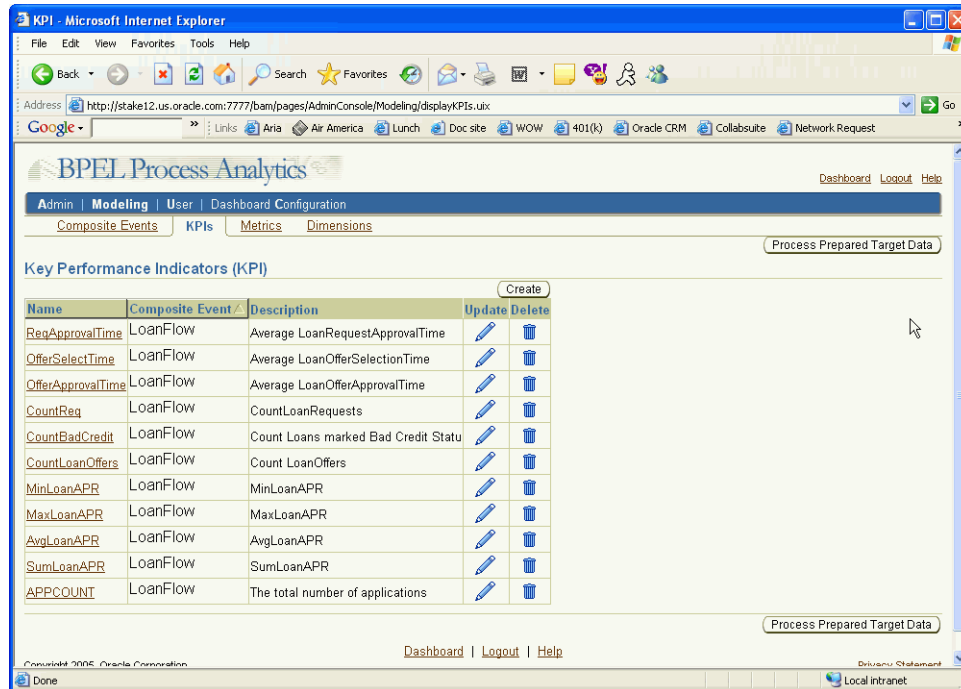 KPI - Microsoft Internet Explorer
File Edit View Favorites Tools Help
Back Search Favorites
Address http://stake12.us.oracle.com:7777/bam/pages/AdminConsole/Modeling/displayKPIs.uix Go
Google Links Aria Air America Lunch Doc site WOW 401(k) Oracle CRM Collabsuite Network Request
BPEL Process Analytics
Dashboard Logout Help
Admin | Modeling | User | Dashboard Configuration
Composite Events KPIs Metrics Dimensions
Process Prepared Target Data
Key Performance Indicators (KPI)
Create
Name Composite Event Description Update Delete
ReqApprovalTime LoanFlow Average LoanRequestApprovalTime
OfferSelectTime LoanFlow Average LoanOfferSelectionTime
OfferApprovalTime LoanFlow Average LoanOfferApprovalTime
CountReq LoanFlow CountLoanRequests
CountBadCredit LoanFlow Count Loans marked Bad Credit Statu
CountLoanOffers LoanFlow Count LoanOffers
MinLoanAPR LoanFlow MinLoanAPR
MaxLoanAPR LoanFlow MaxLoanAPR
AvgLoanAPR LoanFlow AvgLoanAPR
SumLoanAPR LoanFlow SumLoanAPR
APPCOUNT LoanFlow The total number of applications
Process Prepared Target Data
Dashboard | Logout | Help
Copyright 2005, Oracle Corporation Privacy Statement
Done Local intranet